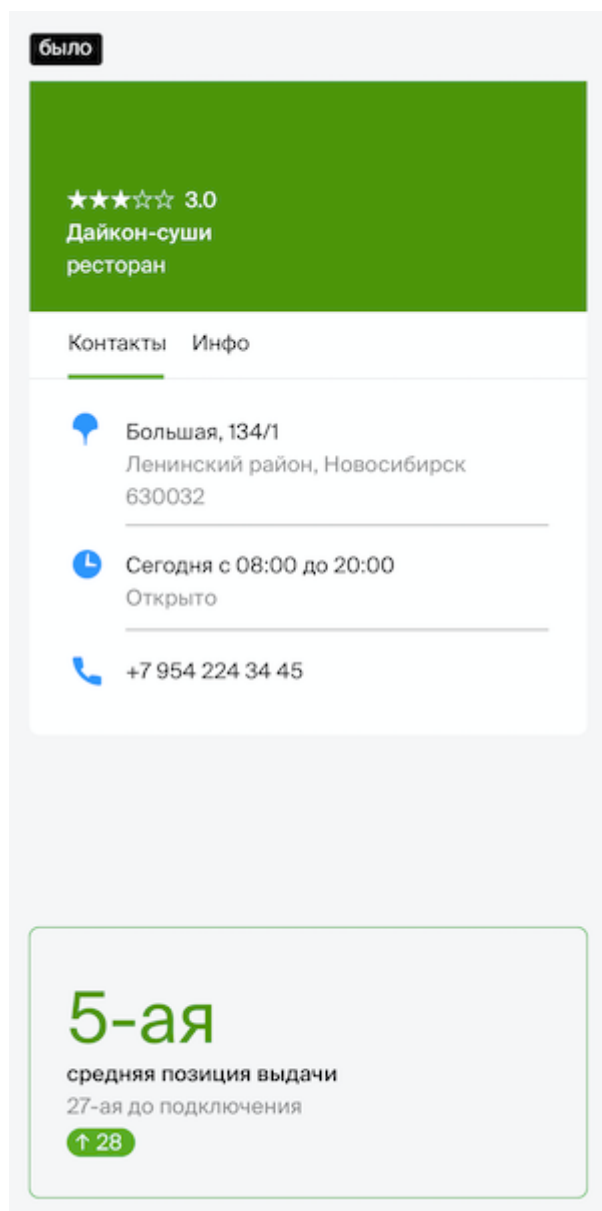 было
★★★☆☆ 3.0
Дайкон-суши
ресторан
Контакты Инфо
Большая, 134/1
Ленинский район, Новосибирск
630032
Сегодня с 08:00 до 20:00
Открыто
+7 954 224 34 45
5-ая
средняя позиция выдачи
27-ая до подключения
↑ 28